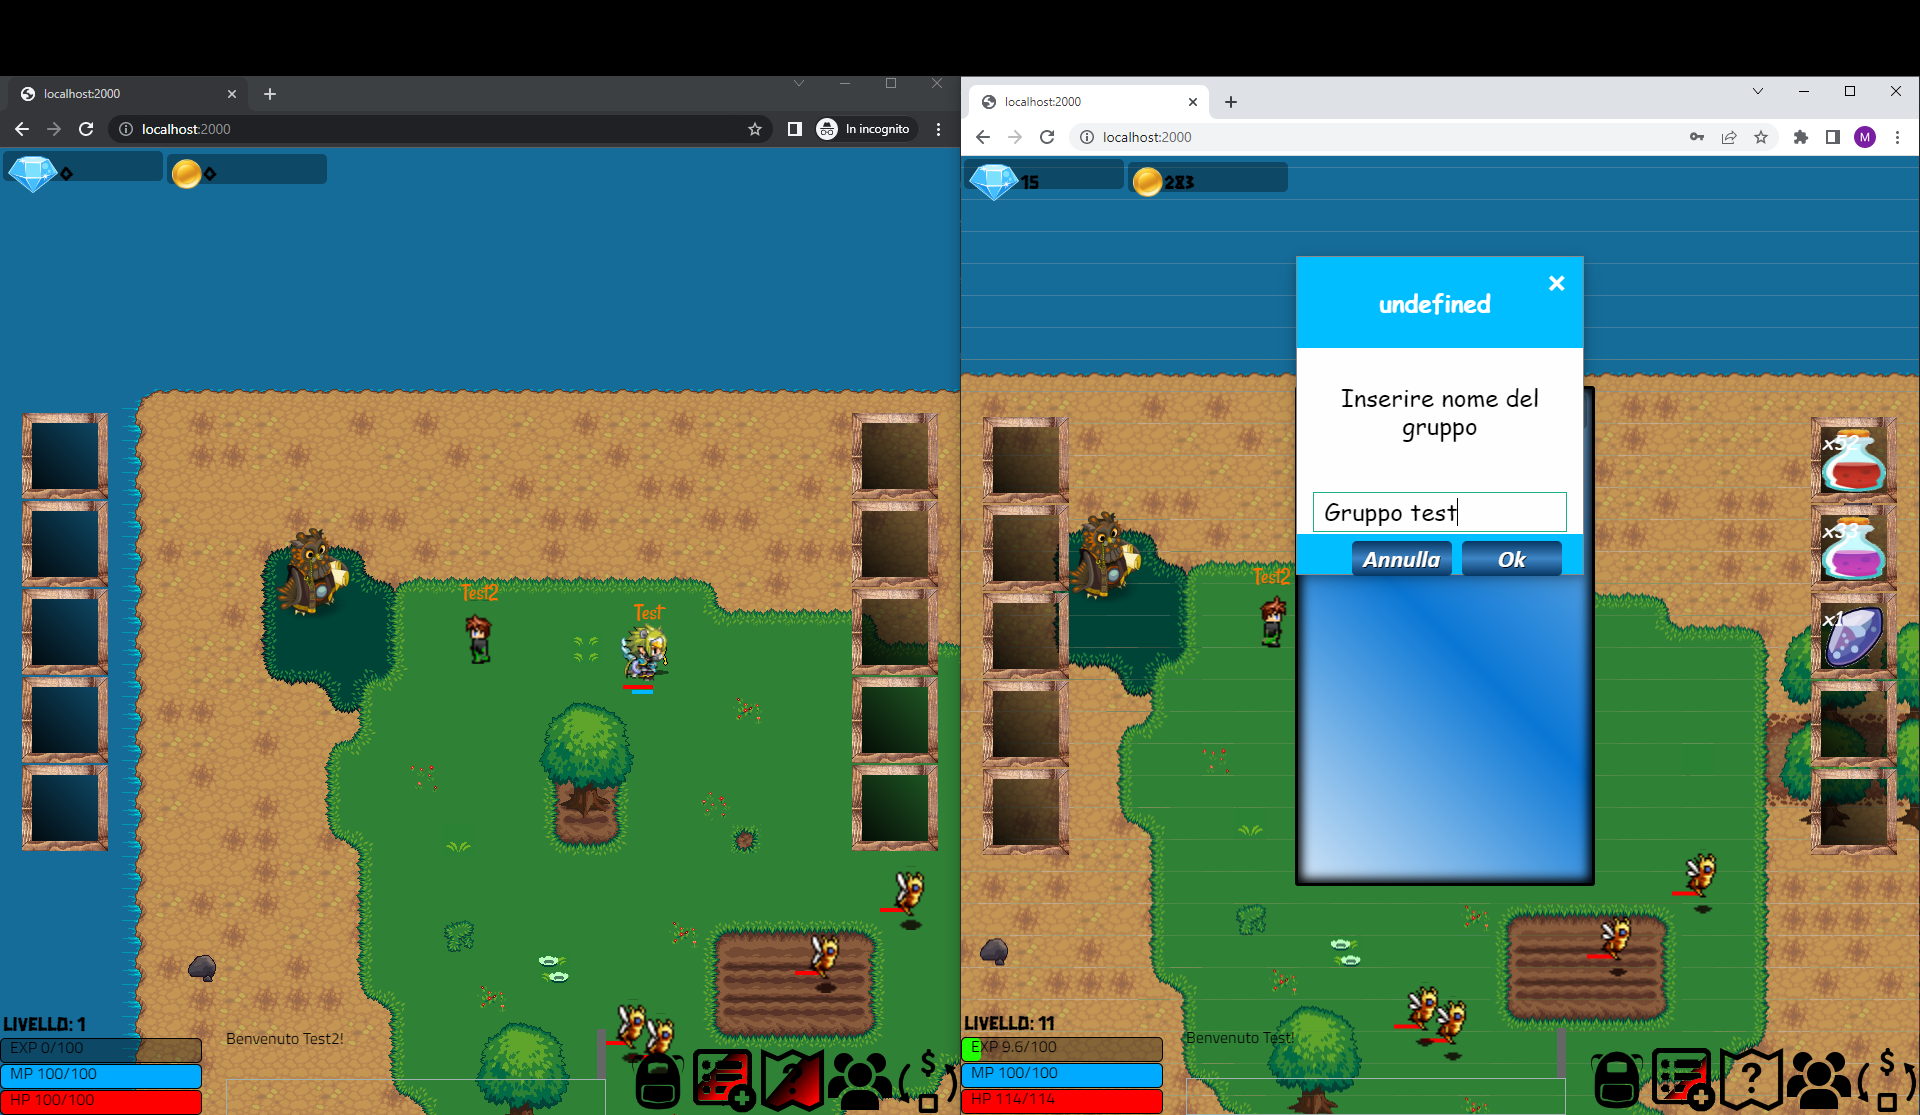 localhost:2000
localhost:2000
In incognito
0
0
Test2
Test
LIVELLO: 1
EXP 0/100
MP 100/100
HP 100/100
Benvenuto Test2!
$
?
localhost:2000
localhost:2000
M
15
283
undefined
Inserire nome del
gruppo
Gruppo test
Annulla
Ok
Test2
x52
x33
x1
LIVELLO: 11
EXP 9.6/100
MP 100/100
HP 114/114
Benvenuto Test!
?
$